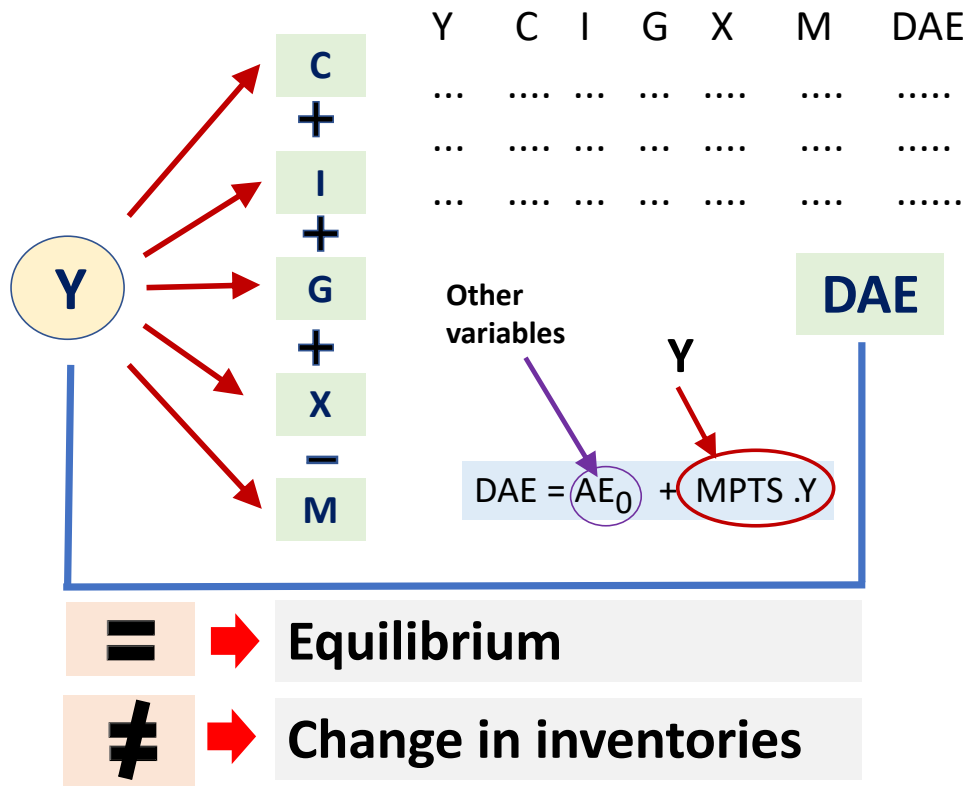 Y C I G X M DAE
... .... ... ... .... .... .....
... .... ... ... .... .... .....
... .... ... ... .... .... ......
Y
C
+
I
+
G
+
X
–
M
DAE
Other
variables
Y
DAE = AE₀ + MPTS .Y
= Equilibrium
≠ Change in inventories